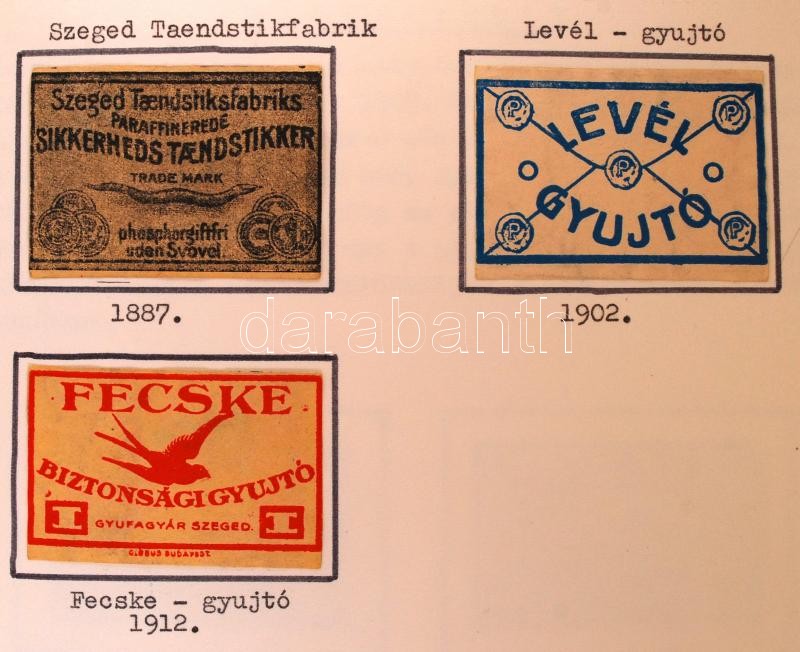 Szeged Taendstikfabrik
Levél - gyujtó
Szeged Tændstiksfabriks
PARAFFINEREDE
SIKKERHEDS TÆNDSTIKKER
TRADE MARK
phosphorgiftfri
uden Svovel
P
P
LEVÉL
P
GYUJTÓ
P
P
1887.
1902.
darabanth
FECSKE
BIZTONSÁGI GYUJTÓ
GYUFAGYÁR SZEGED.
GLOBUS BUDAPEST
Fecske - gyujtó
1912.